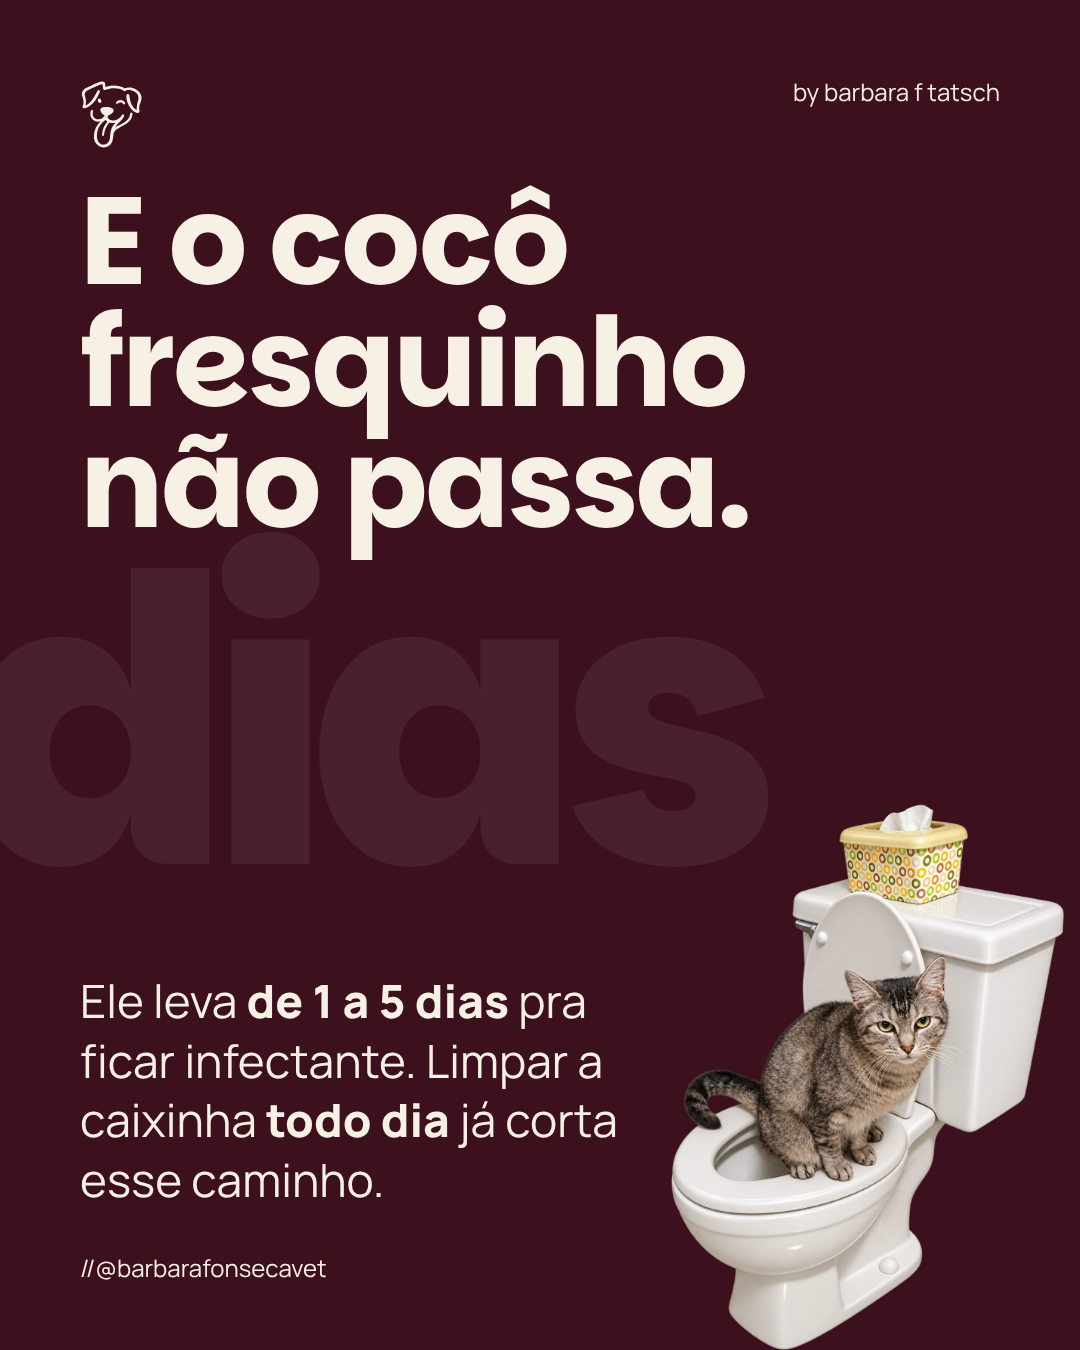 by barbara f tatsch
E o cocô
fresquinho
não passa.
dias
Ele leva de 1 a 5 dias pra
ficar infectante. Limpar a
caixinha todo dia já corta
esse caminho.
//@barbarafonsecavet